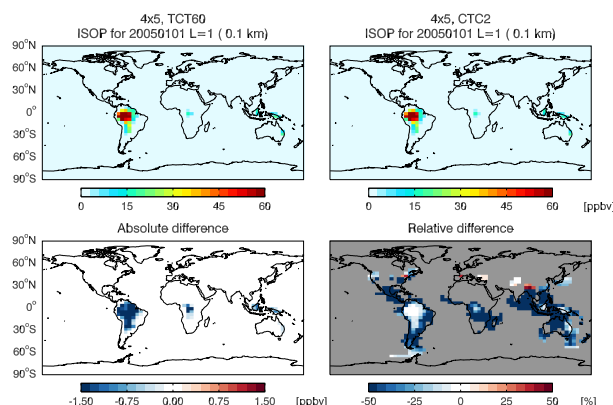 4x5, TCT60
ISOP for 20050101 L=1 ( 0.1 km)
90°N
60°N
30°N
0°
30°S
60°S
90°S
0 15 30 45 60
4x5, CTC2
ISOP for 20050101 L=1 ( 0.1 km)
0 15 30 45 60 [ppbv]
Absolute difference
90°N
60°N
30°N
0°
30°S
60°S
90°S
-1.50 -0.75 0.00 0.75 1.50 [ppbv]
Relative difference
-50 -25 0 25 50 [%]